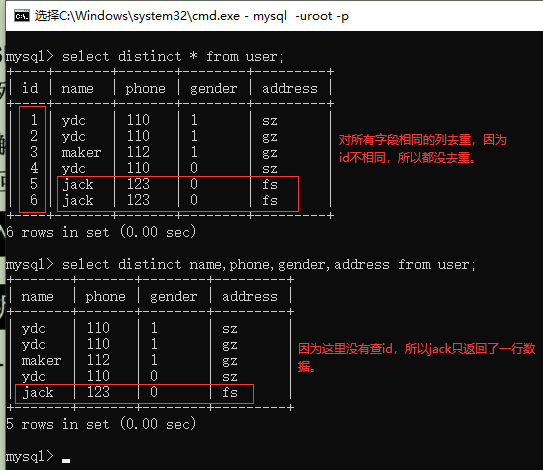 选择C:\Windows\system32\cmd.exe - mysql  -uroot -p
mysql> select distinct * from user;
+----+-------+-------+--------+---------+
| id | name  | phone | gender | address |
+----+-------+-------+--------+---------+
|  1 | ydc   | 110   | 1      | sz      |
|  2 | ydc   | 110   | 1      | gz      |
|  3 | maker | 112   | 1      | gz      |
|  4 | ydc   | 110   | 0      | sz      |
|  5 | jack  | 123   | 0      | fs      |
|  6 | jack  | 123   | 0      | fs      |
+----+-------+-------+--------+---------+
对所有字段相同的列去重，因为
id不相同，所以都没去重。
6 rows in set (0.00 sec)
mysql> select distinct name,phone,gender,address from user;
+-------+-------+--------+---------+
| name  | phone | gender | address |
+-------+-------+--------+---------+
| ydc   | 110   | 1      | sz      |
| ydc   | 110   | 1      | gz      |
| maker | 112   | 1      | gz      |
| ydc   | 110   | 0      | sz      |
| jack  | 123   | 0      | fs      |
+-------+-------+--------+---------+
因为这里没有查id，所以jack只返回了一行数
据。
5 rows in set (0.00 sec)
mysql> _